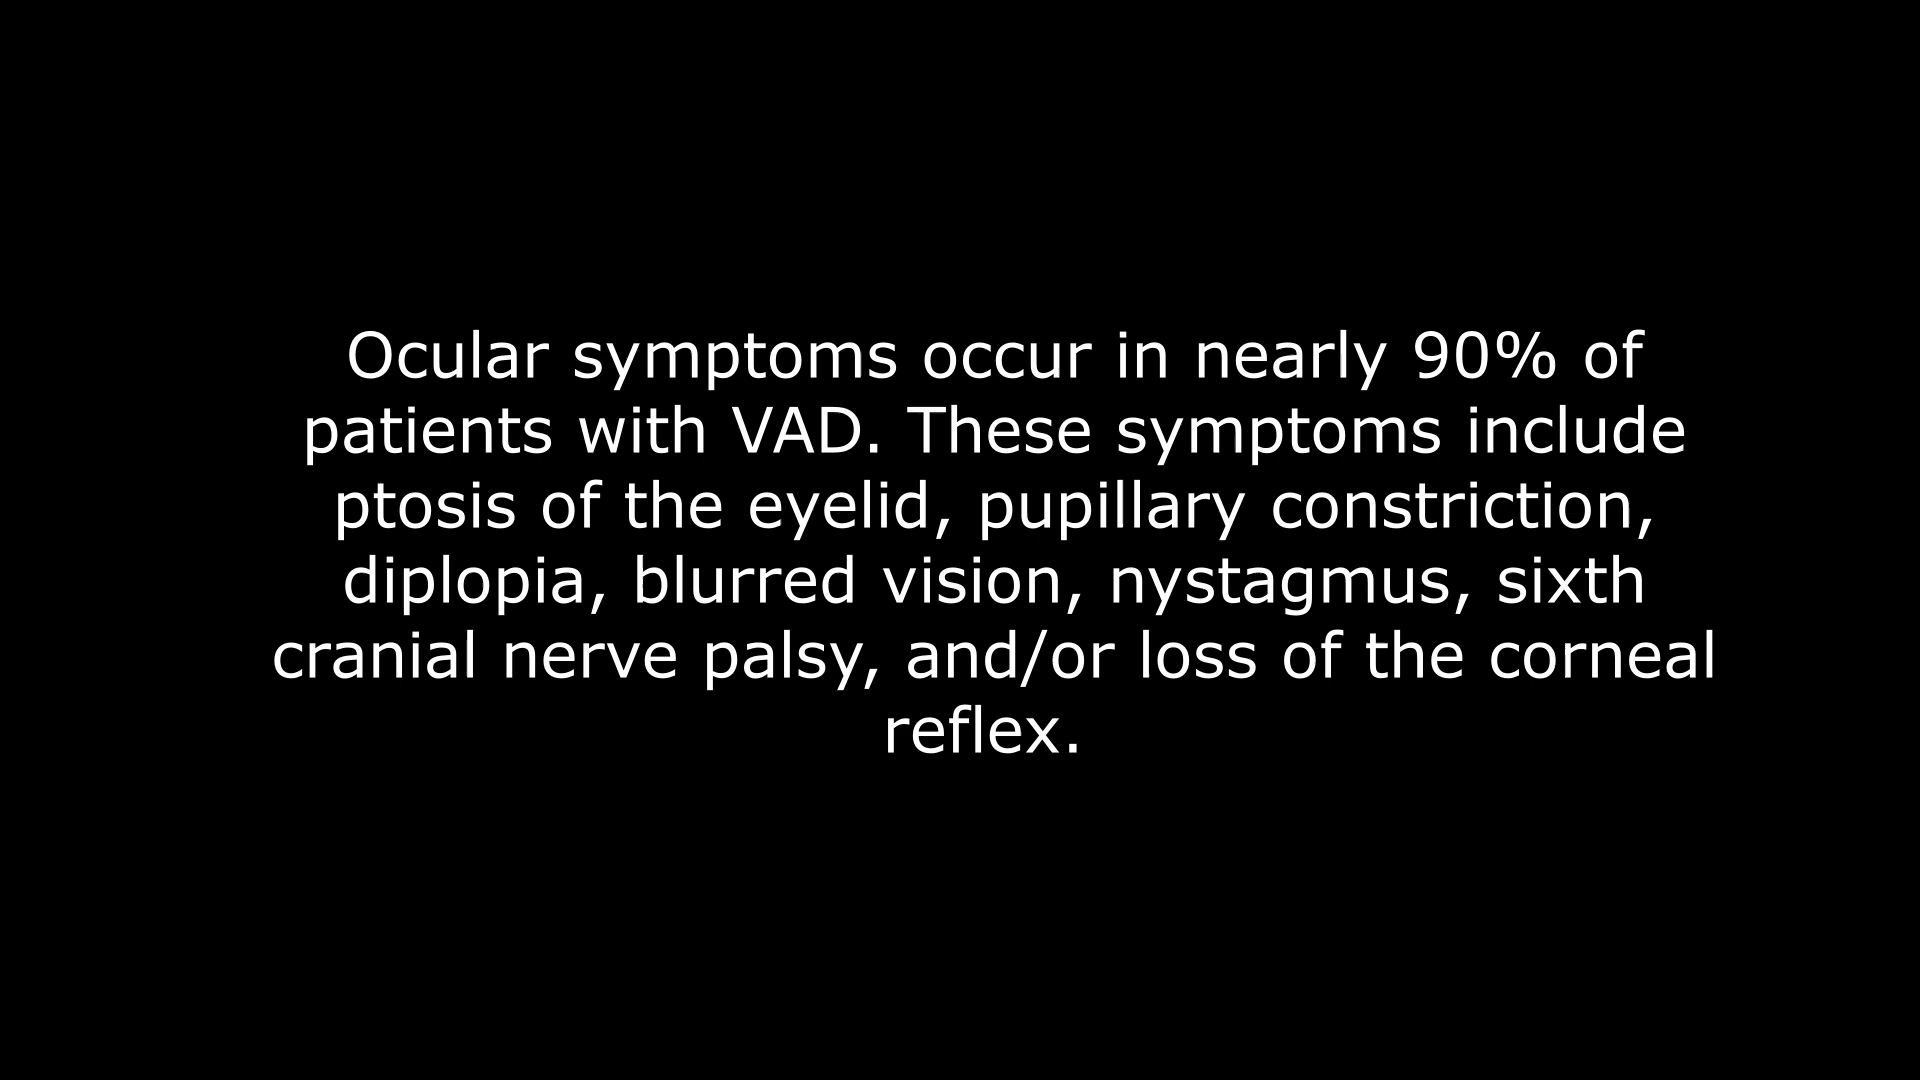 Ocular symptoms occur in nearly 90% of
patients with VAD. These symptoms include
ptosis of the eyelid, pupillary constriction,
diplopia, blurred vision, nystagmus, sixth
cranial nerve palsy, and/or loss of the corneal
reflex.